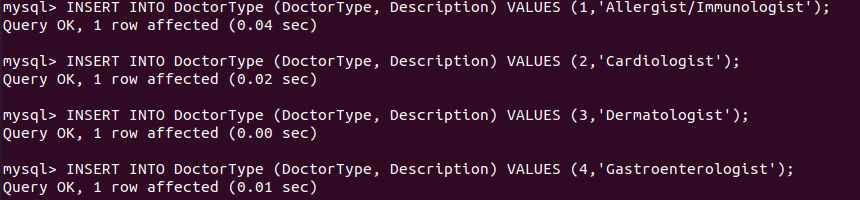 mysql> INSERT INTO DoctorType (DoctorType, Description) VALUES (1,'Allergist/Immunologist');
Query OK, 1 row affected (0.04 sec)
mysql> INSERT INTO DoctorType (DoctorType, Description) VALUES (2,'Cardiologist');
Query OK, 1 row affected (0.02 sec)
mysql> INSERT INTO DoctorType (DoctorType, Description) VALUES (3,'Dermatologist');
Query OK, 1 row affected (0.00 sec)
mysql> INSERT INTO DoctorType (DoctorType, Description) VALUES (4,'Gastroenterologist');
Query OK, 1 row affected (0.01 sec)